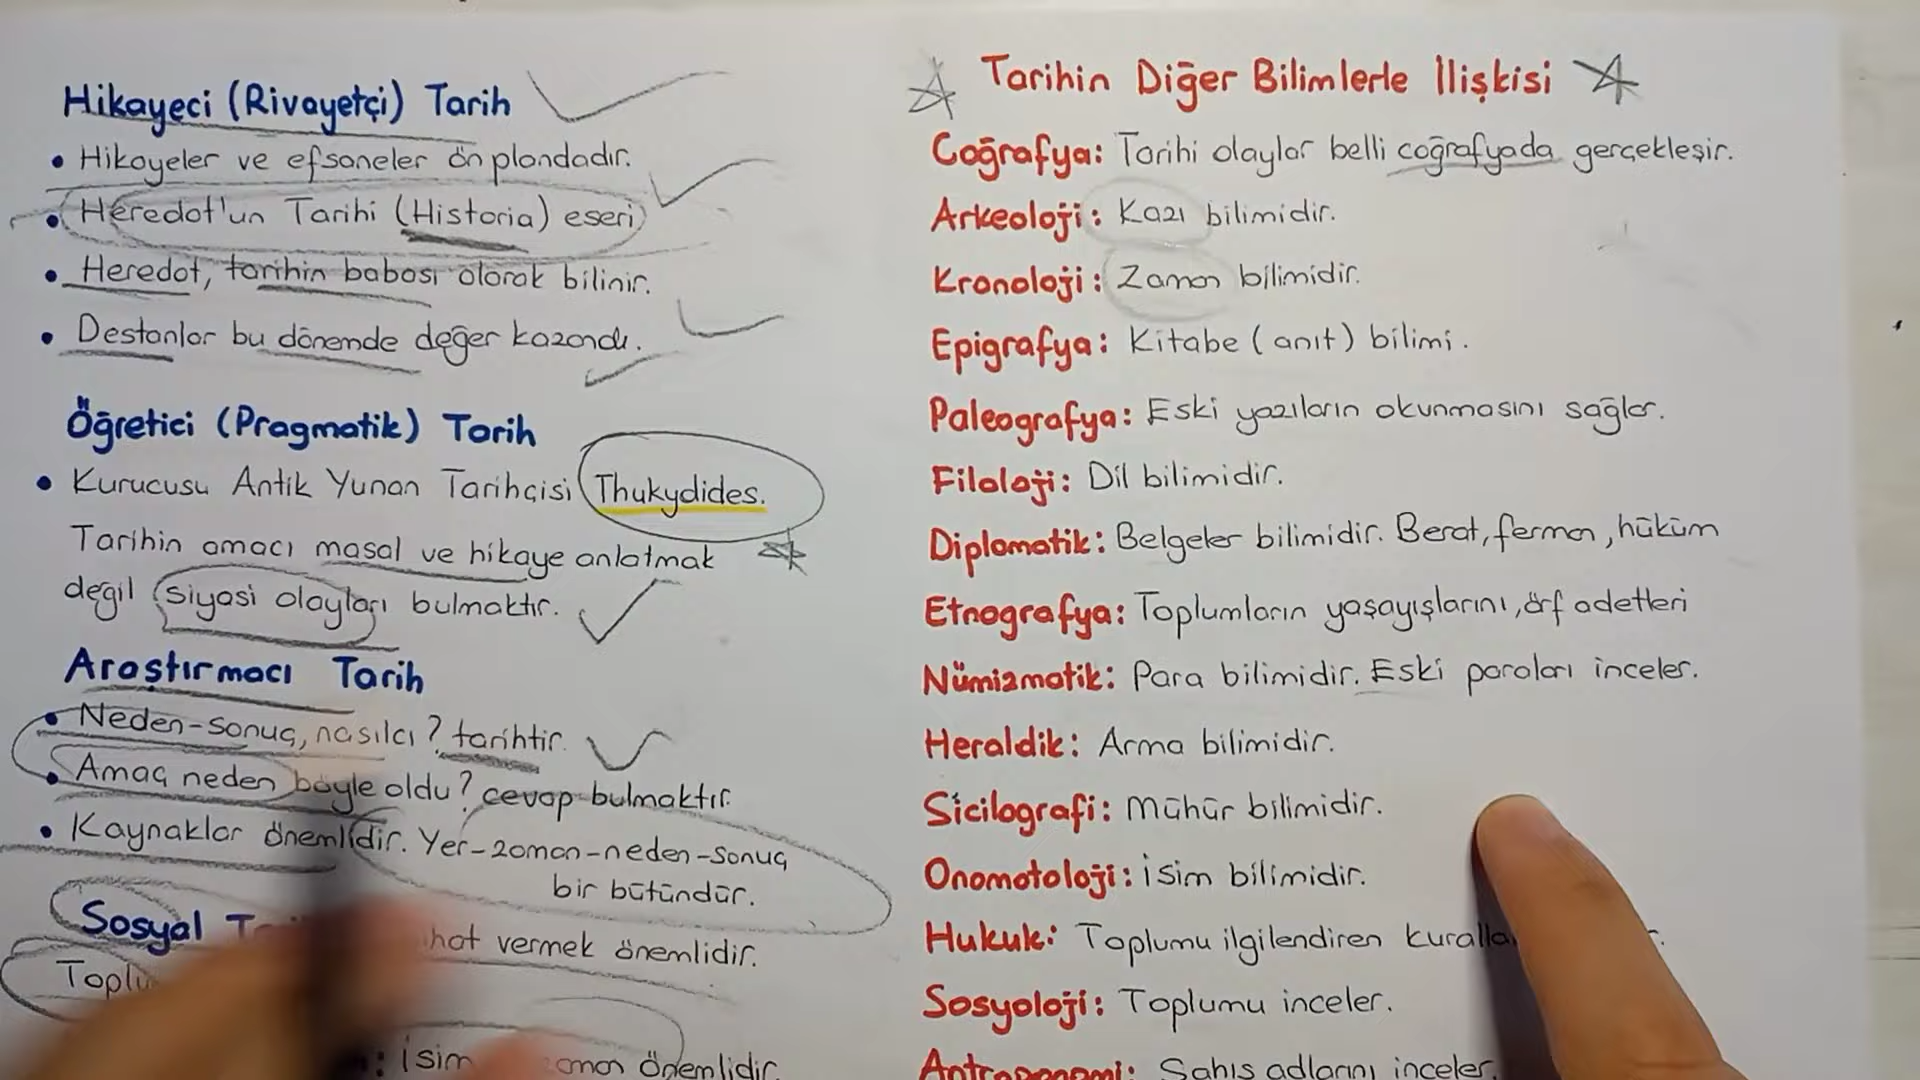 Hikayeci (Rivayetçi) Tarih
• Hikayeler ve efsaneler ön plandadır.
• Heredot'un Tarihi (Historia) eseri
• Heredot, tarihin babası olarak bilinir.
• Destanlar bu dönemde değer kazandı.
Öğretici (Pragmatik) Tarih
• Kurucusu Antik Yunan Tarihçisi Thukydides.
Tarihin amacı masal ve hikaye anlatmak
değil siyasi olayları bulmaktır.
Araştırmacı Tarih
• Neden-sonuç, nasılcı? tarihtir.
• Amaç neden böyle oldu? cevap bulmaktır.
• Kaynaklar önemlidir. Yer-zaman-neden-sonuç
bir bütündür.
Sosyal
vermek önemlidir.
: isim önemlidir.
Tarihin Diğer Bilimlerle İlişkisi
Coğrafya: Tarihi olaylar belli coğrafyada gerçekleşir.
Arkeoloji: Kazı bilimidir.
Kronoloji: Zaman bilimidir.
Epigrafya: Kitabe (anıt) bilimi.
Paleografya: Eski yazıların okunmasını sağlar.
Filoloji: Dil bilimidir.
Diplomatik: Belgeler bilimidir. Berat, ferman, hüküm
Etnografya: Toplumların yaşayışlarını, örf adetleri
Nümizmatik: Para bilimidir. Eski paraları inceler.
Heraldik: Arma bilimidir.
Sicilografi: Mühür bilimidir.
Onomotoloji: isim bilimidir.
Hukuk: Toplumu ilgilendiren
Sosyoloji: Toplumu inceler.
Antroponomi: Şahıs adlarını inceler.